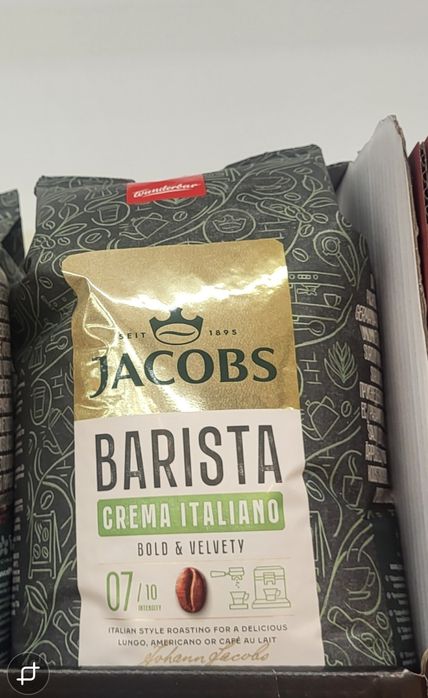 Wunderbar
SEIT 1895
JACOBS
BARISTA
CREMA ITALIANO
BOLD & VELVETY
07/10
INTENSITY
ITALIAN STYLE ROASTING FOR A DELICIOUS
LUNGO, AMERICANO OR CAFÉ AU LAIT
Johann Jacobs